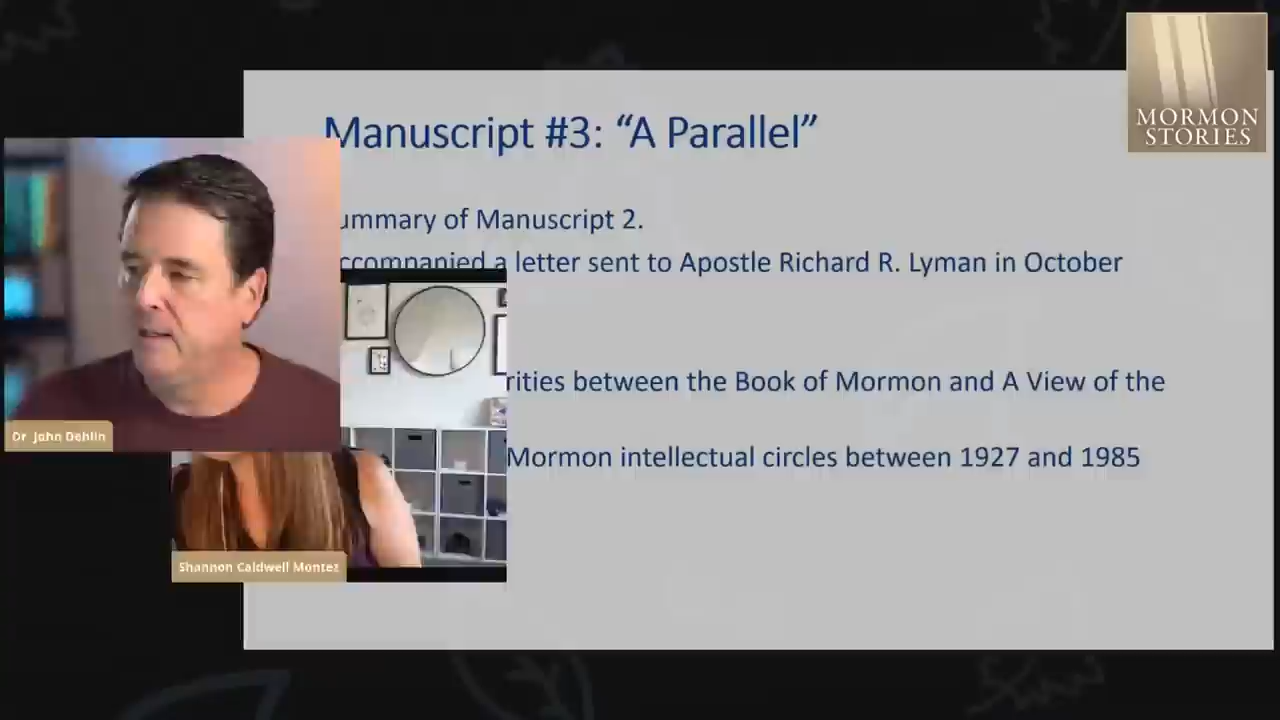 MORMON
STORIES
Manuscript #3: “A Parallel”
ummary of Manuscript 2.
ccompanied a letter sent to Apostle Richard R. Lyman in October
rities between the Book of Mormon and A View of the
Mormon intellectual circles between 1927 and 1985
Dr John Dehlin
Shannon Caldwell Montez